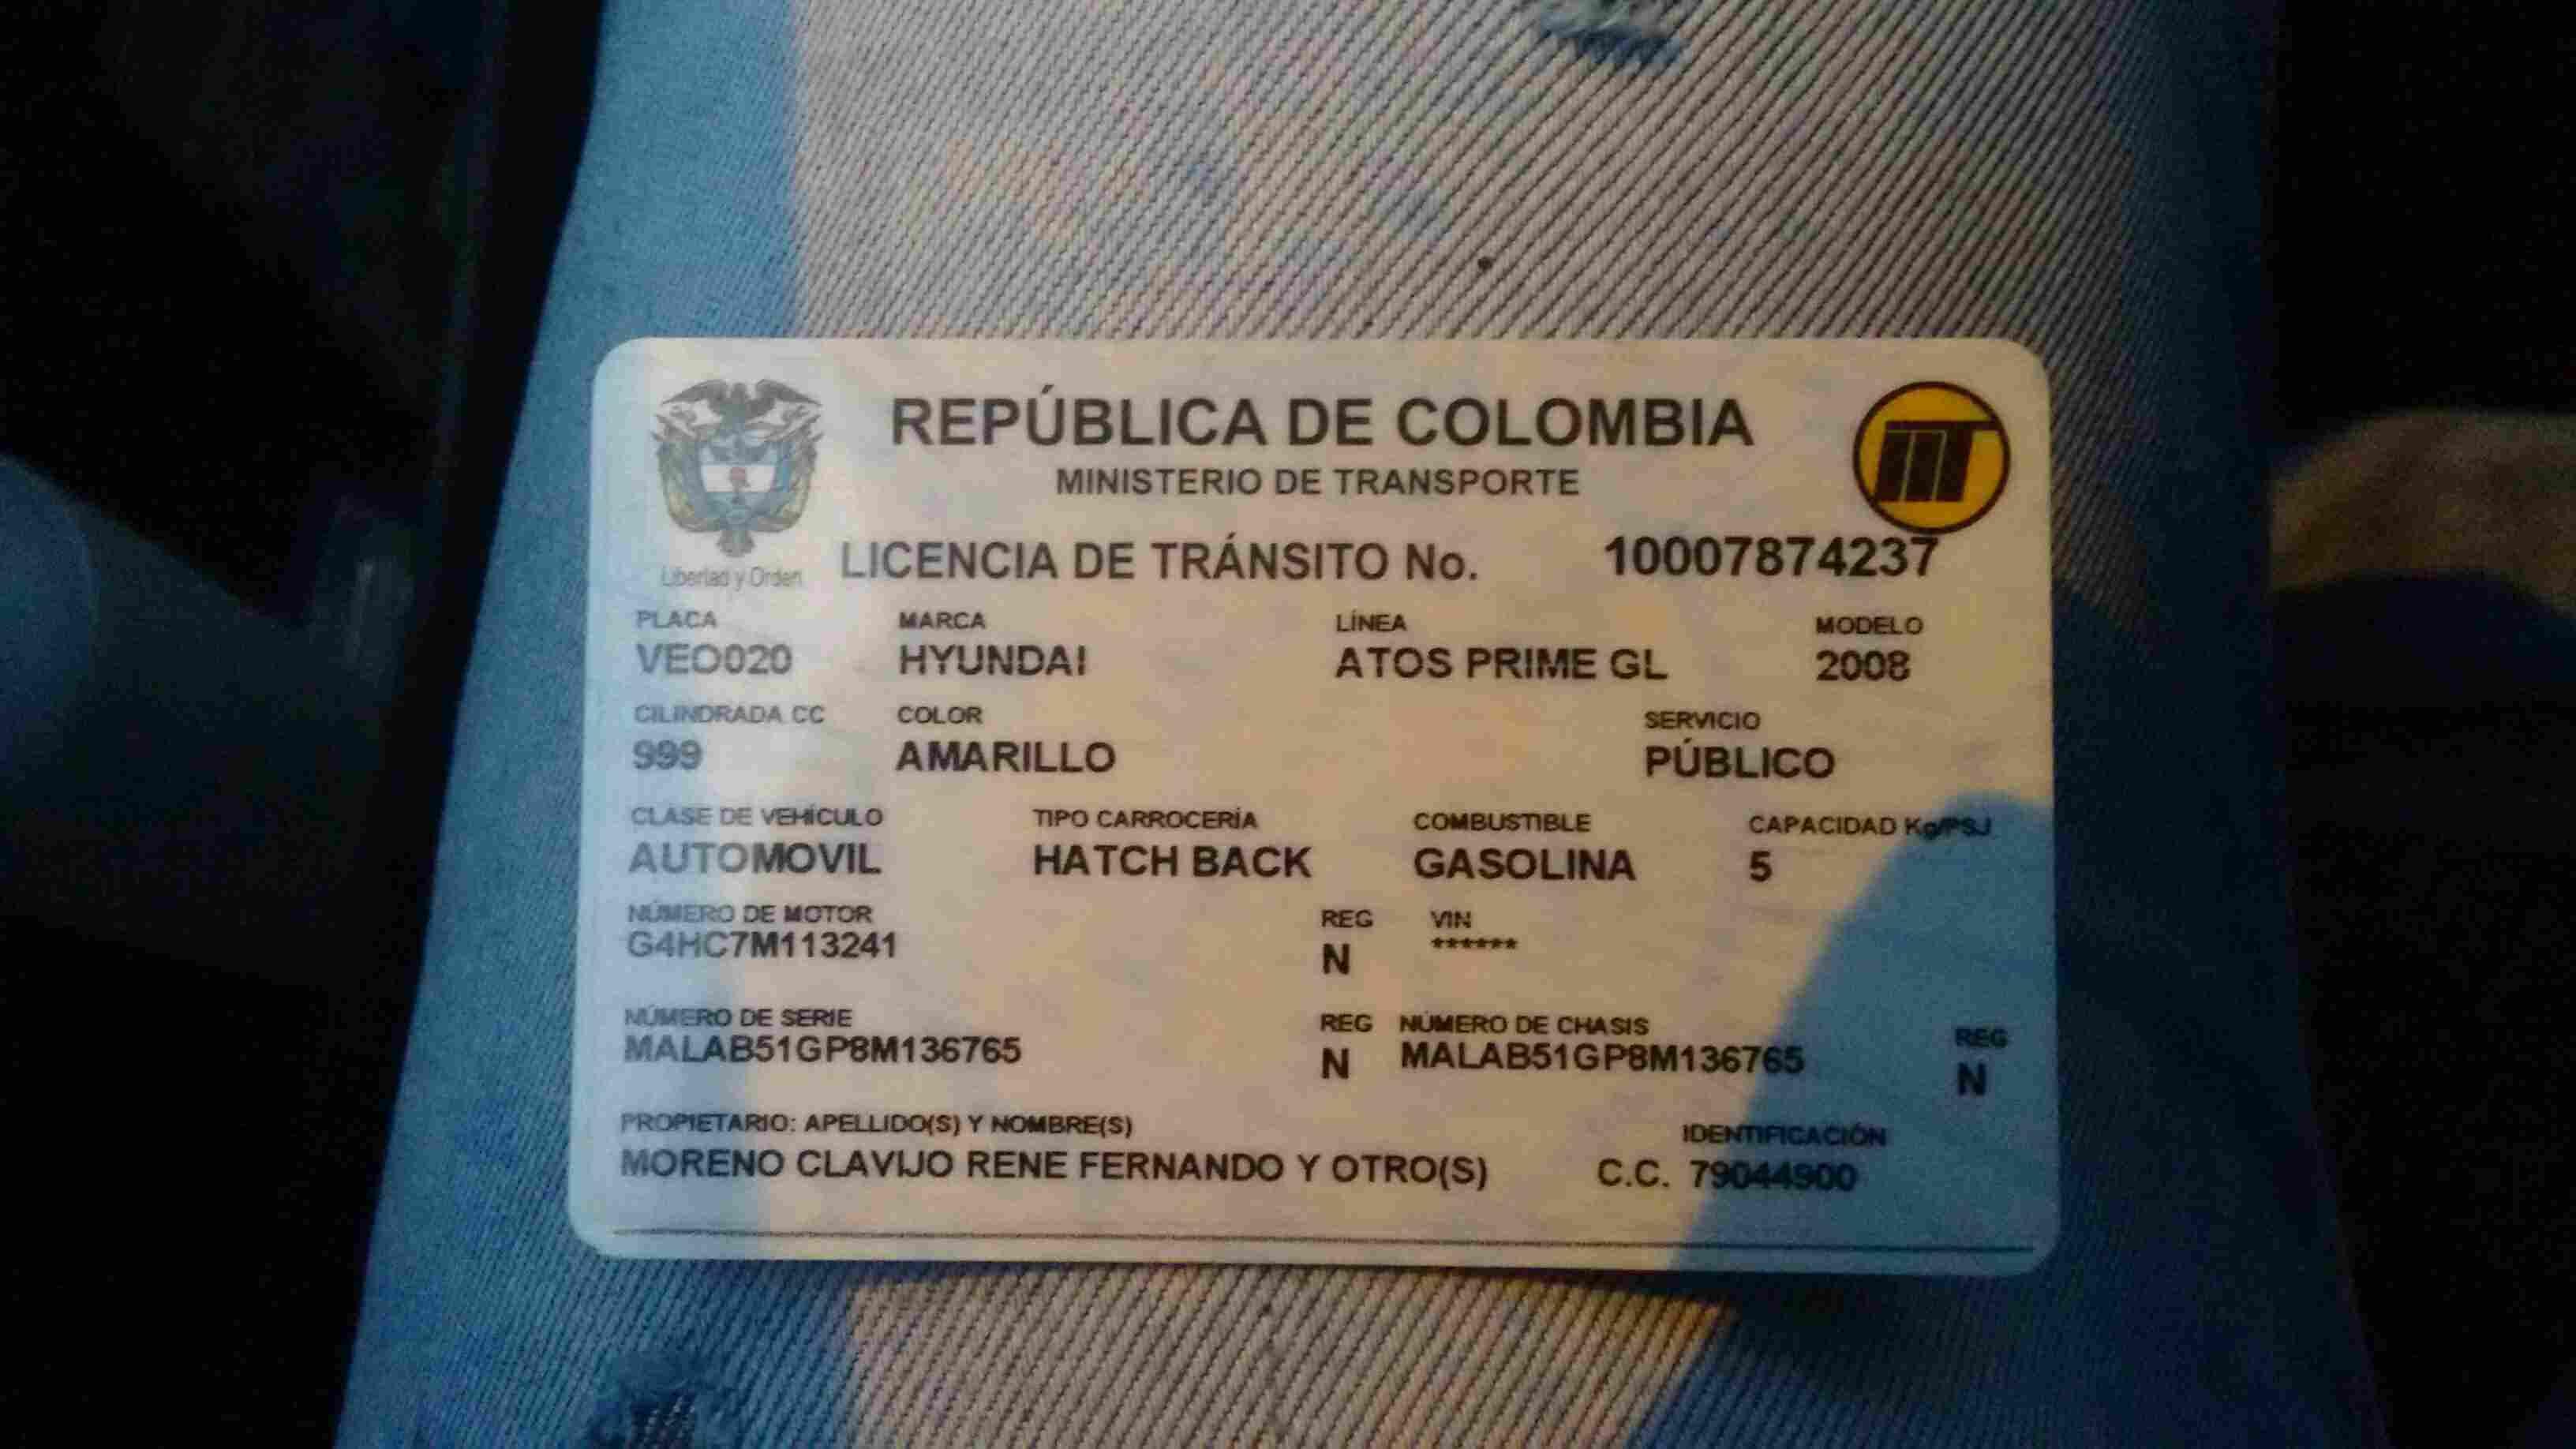 REPÚBLICA DE COLOMBIA
MINISTERIO DE TRANSPORTE
Libertad y Orden
LICENCIA DE TRÁNSITO No. 10007874237
PLACA MARCA LÍNEA MODELO
VEO020 HYUNDAI ATOS PRIME GL 2008
CILINDRADA CC COLOR SERVICIO
999 AMARILLO PÚBLICO
CLASE DE VEHÍCULO TIPO CARROCERÍA COMBUSTIBLE CAPACIDAD Kg/PSJ
AUTOMOVIL HATCH BACK GASOLINA 5
NÚMERO DE MOTOR REG VIN
G4HC7M113241 N ******
NÚMERO DE SERIE REG NÚMERO DE CHASIS REG
MALAB51GP8M136765 N MALAB51GP8M136765 N
PROPIETARIO: APELLIDO(S) Y NOMBRE(S) IDENTIFICACIÓN
MORENO CLAVIJO RENE FERNANDO Y OTRO(S) C.C. 79044900